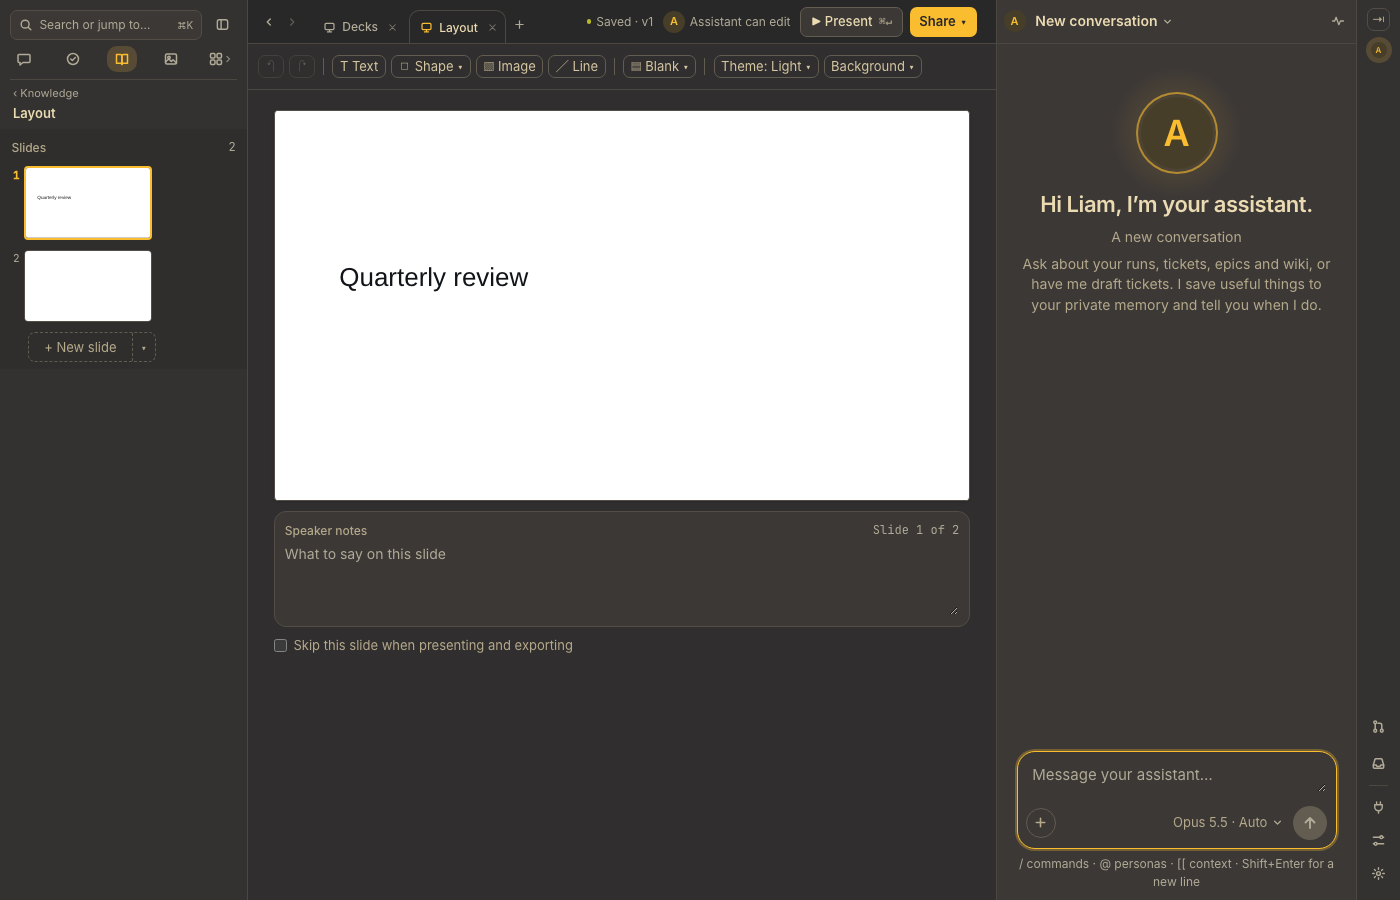 Search or jump to... ⌘K
‹ Knowledge
Layout
Slides 2
1
Quarterly review
2
+ New slide
Decks
Layout
Saved · v1
A Assistant can edit
Present ⌘↵
Share
T Text
Shape
Image
Line
Blank
Theme: Light
Background
Quarterly review
Speaker notes Slide 1 of 2
What to say on this slide
Skip this slide when presenting and exporting
A New conversation
A
Hi Liam, I’m your assistant.
A new conversation
Ask about your runs, tickets, epics and wiki, or
have me draft tickets. I save useful things to
your private memory and tell you when I do.
Message your assistant...
Opus 5.5 · Auto
/ commands · @ personas · [[ context · Shift+Enter for a
new line
A